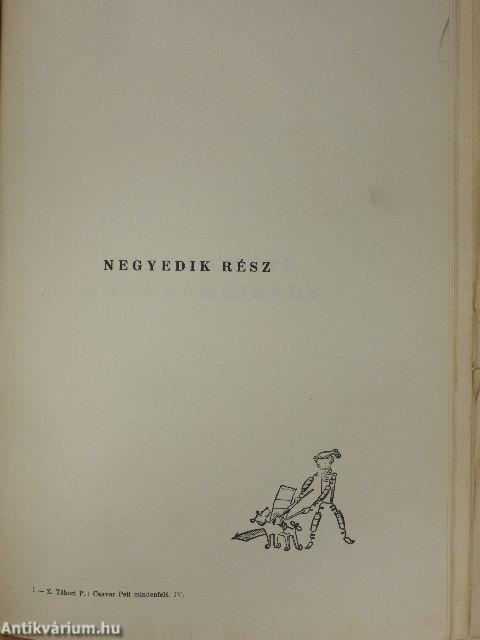 NEGYEDIK RÉSZ
1 — Z. Tábori P.: Csavar Peti mindenfelé. IV.
Antikvárium.hu